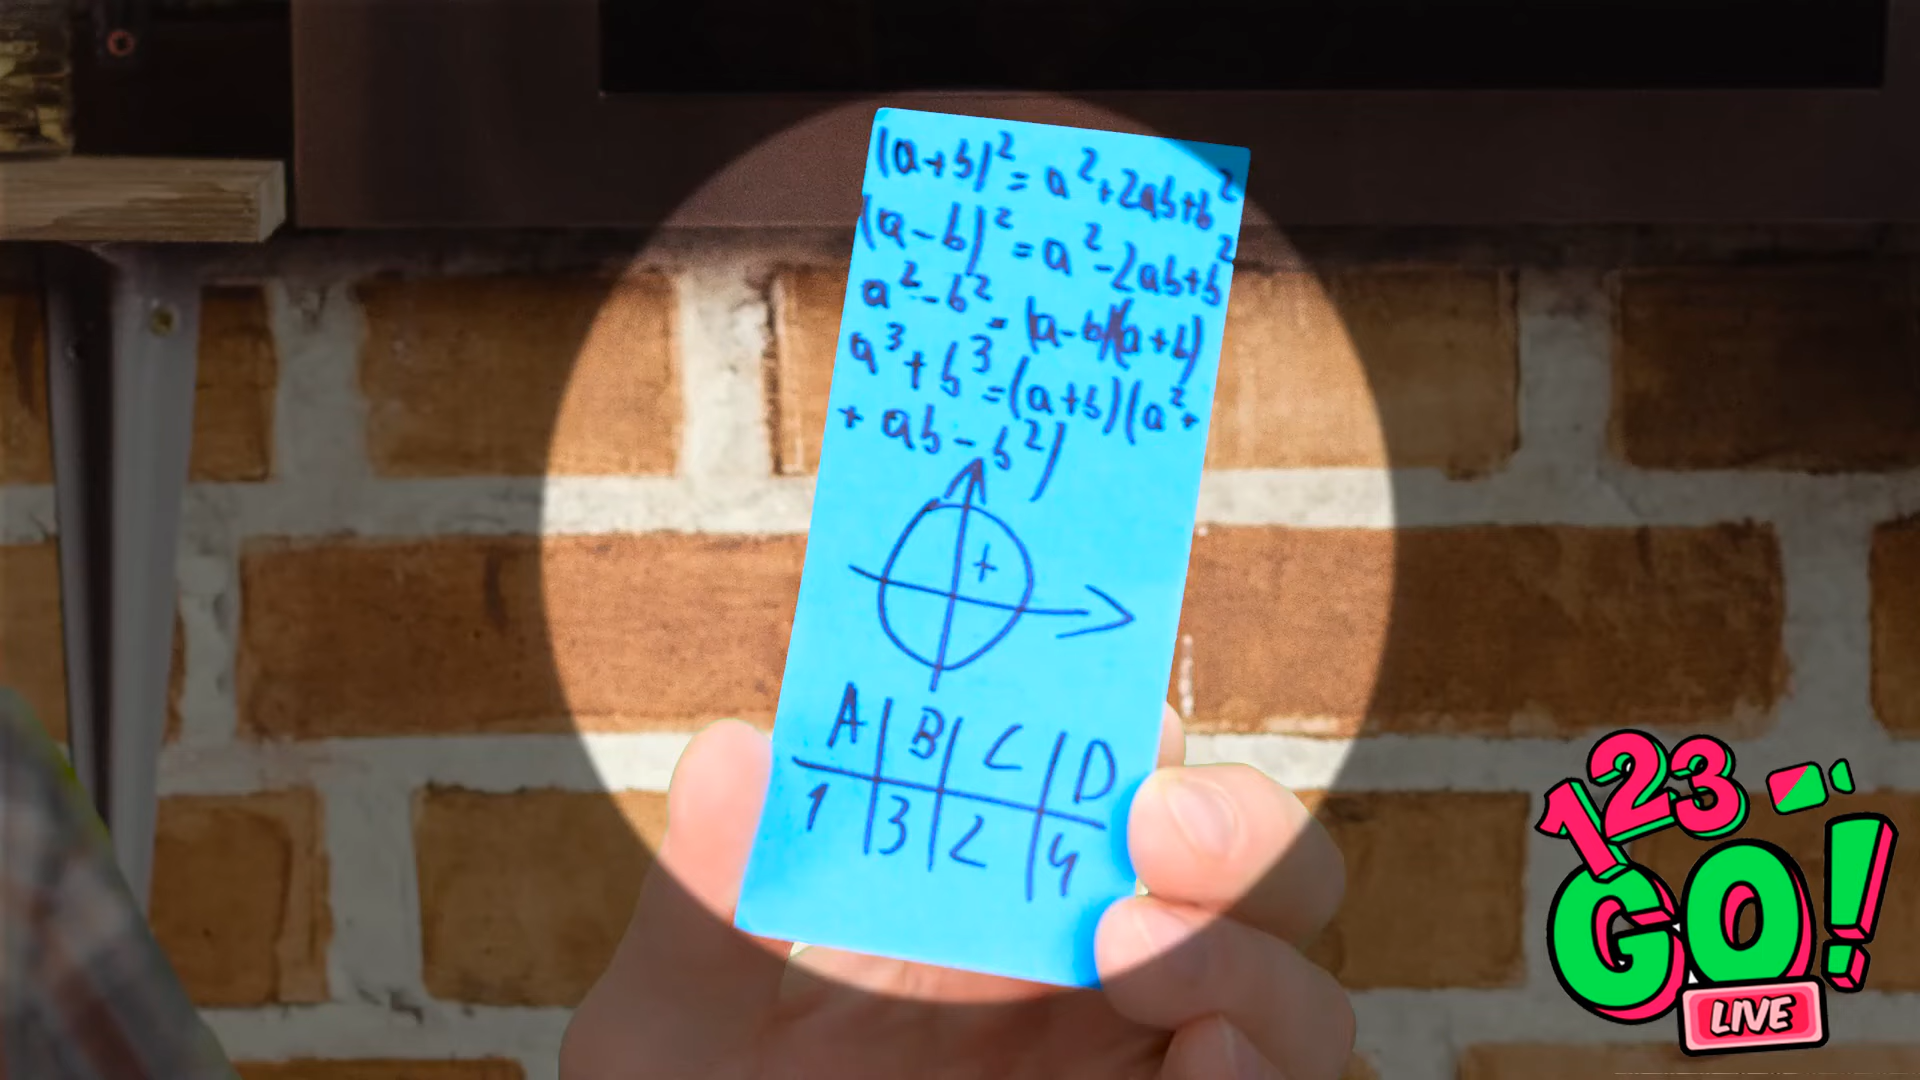 (a+b)² = a²+2ab+b²
(a-b)² = a²-2ab+b²
a²-b² = (a-b)(a+b)
a³+b³=(a+b)(a²+
+ab-b²)
+
A | B | C | D
1 | 3 | 2 | 4
123
GO!
LIVE